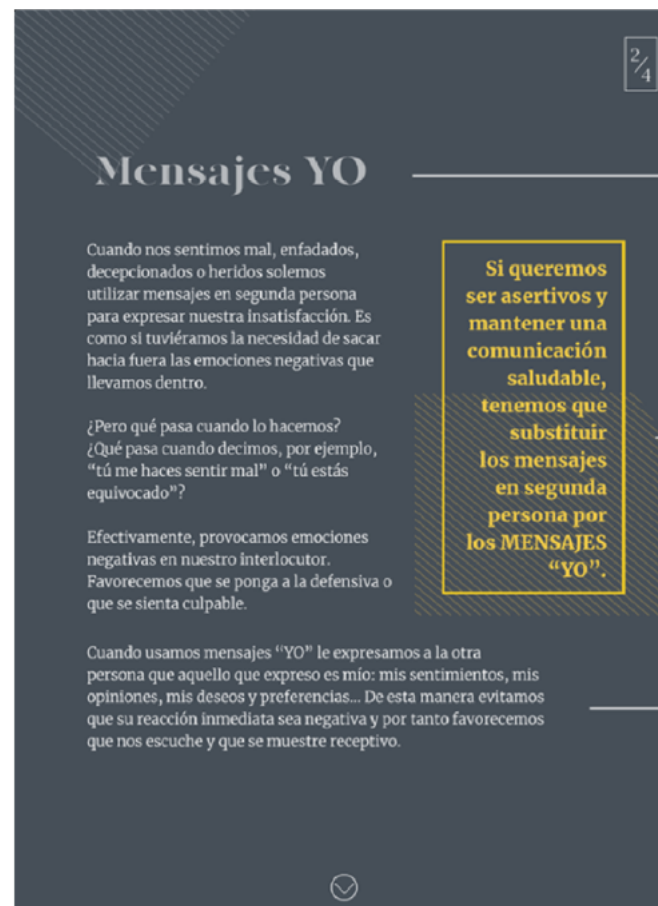 2/4
Mensajes YO
Cuando nos sentimos mal, enfadados,
decepcionados o heridos solemos
utilizar mensajes en segunda persona
para expresar nuestra insatisfacción. Es
como si tuviéramos la necesidad de sacar
hacia fuera las emociones negativas que
llevamos dentro.
¿Pero qué pasa cuando lo hacemos?
¿Qué pasa cuando decimos, por ejemplo,
“tú me haces sentir mal” o “tú estás
equivocado”?
Efectivamente, provocamos emociones
negativas en nuestro interlocutor.
Favorecemos que se ponga a la defensiva o
que se sienta culpable.
Si queremos
ser asertivos y
mantener una
comunicación
saludable,
tenemos que
substituir
los mensajes
en segunda
persona por
los MENSAJES
“YO”.
Cuando usamos mensajes “YO” le expresamos a la otra
persona que aquello que expreso es mío: mis sentimientos, mis
opiniones, mis deseos y preferencias... De esta manera evitamos
que su reacción inmediata sea negativa y por tanto favorecemos
que nos escuche y que se muestre receptivo.